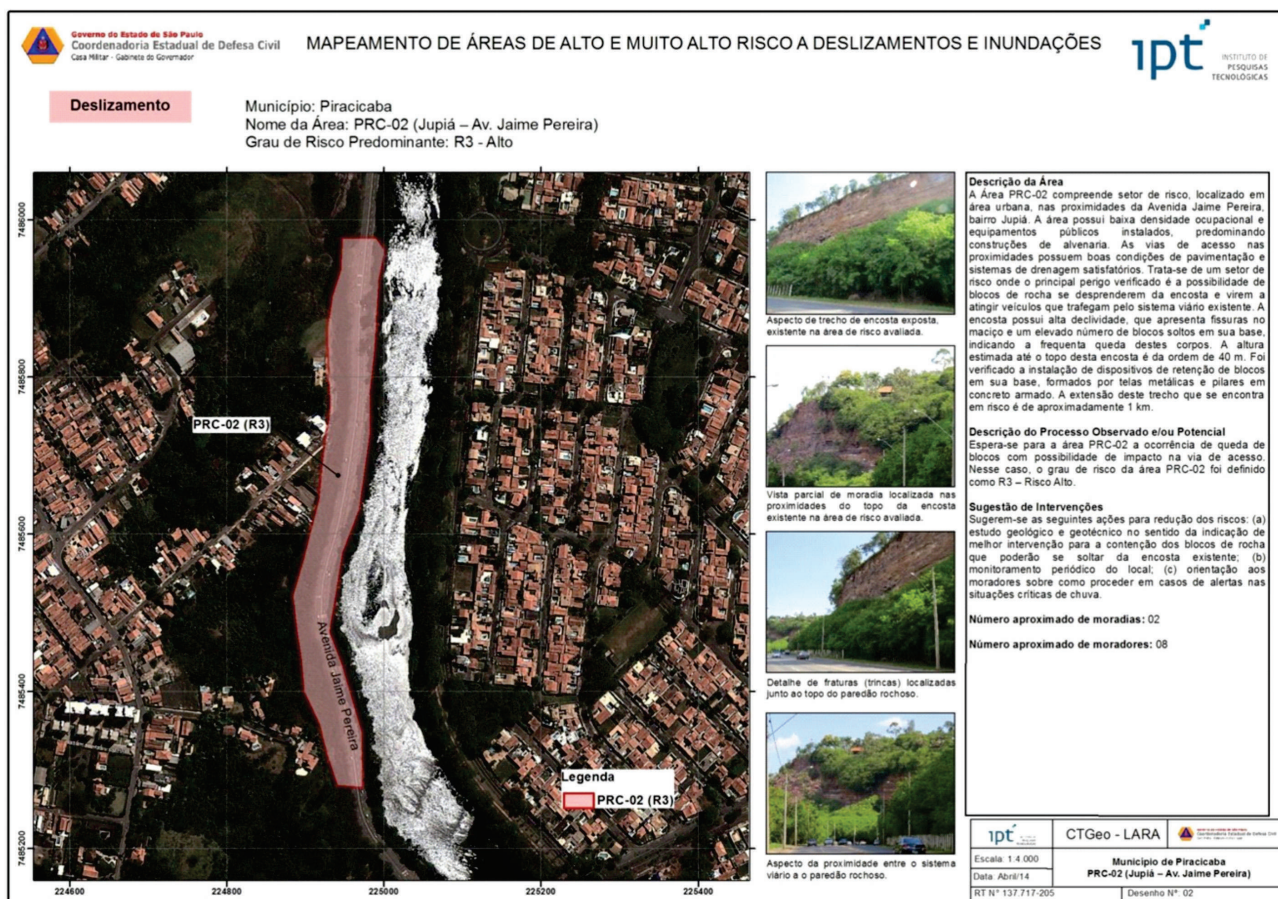 Governo do Estado de São Paulo
Coordenadoria Estadual de Defesa Civil
Casa Militar - Gabinete do Governador
MAPEAMENTO DE ÁREAS DE ALTO E MUITO ALTO RISCO A DESLIZAMENTOS E INUNDAÇÕES
ipt
INSTITUTO DE
PESQUISAS
TECNOLÓGICAS
Deslizamento
Município: Piracicaba
Nome da Área: PRC-02 (Jupiá – Av. Jaime Pereira)
Grau de Risco Predominante: R3 - Alto
7486000
7485800
7485600
7485400
7485200
PRC-02 (R3)
Avenida Jaime Pereira
Legenda
PRC-02 (R3)
224600
224800
225000
225200
225400
Aspecto de trecho de encosta exposta,
existente na área de risco avaliada.
Vista parcial de moradia localizada nas
proximidades do topo da encosta
existente na área de risco avaliada.
Detalhe de fraturas (trincas) localizadas
junto ao topo do paredão rochoso.
Aspecto da proximidade entre o sistema
viário a o paredão rochoso.
Descrição da Área
A Área PRC-02 compreende setor de risco, localizado em
área urbana, nas proximidades da Avenida Jaime Pereira,
bairro Jupiá. A área possui baixa densidade ocupacional e
equipamentos públicos instalados, predominando
construções de alvenaria. As vias de acesso nas
proximidades possuem boas condições de pavimentação e
sistemas de drenagem satisfatórios. Trata-se de um setor de
risco onde o principal perigo verificado é a possibilidade de
blocos de rocha se desprenderem da encosta e virem a
atingir veículos que trafegam pelo sistema viário existente. A
encosta possui alta declividade, que apresenta fissuras no
maciço e um elevado número de blocos soltos em sua base,
indicando a frequente queda destes corpos. A altura
estimada até o topo desta encosta é da ordem de 40 m. Foi
verificado a instalação de dispositivos de retenção de blocos
em sua base, formados por telas metálicas e pilares em
concreto armado. A extensão deste trecho que se encontra
em risco é de aproximadamente 1 km.
Descrição do Processo Observado e/ou Potencial
Espera-se para a área PRC-02 a ocorrência de queda de
blocos com possibilidade de impacto na via de acesso.
Nesse caso, o grau de risco da área PRC-02 foi definido
como R3 – Risco Alto.
Sugestão de Intervenções
Sugerem-se as seguintes ações para redução dos riscos: (a)
estudo geológico e geotécnico no sentido da indicação de
melhor intervenção para a contenção dos blocos de rocha
que poderão se soltar da encosta existente; (b)
monitoramento periódico do local; (c) orientação aos
moradores sobre como proceder em casos de alertas nas
situações críticas de chuva.
Número aproximado de moradias: 02
Número aproximado de moradores: 08
ipt
CTGeo - LARA
Coordenadoria Estadual de Defesa Civil
Escala: 1:4.000
Data: Abril/14
Município de Piracicaba
PRC-02 (Jupiá – Av. Jaime Pereira)
RT N° 137.717-205
Desenho N°. 02